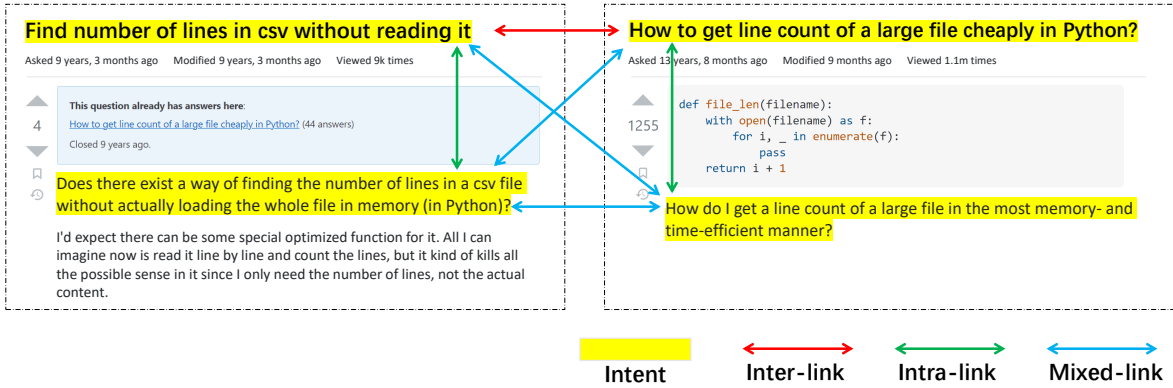 Find number of lines in csv without reading it
Asked 9 years, 3 months ago Modified 9 years, 3 months ago Viewed 9k times
4
This question already has answers here:
How to get line count of a large file cheaply in Python? (44 answers)
Closed 9 years ago.
Does there exist a way of finding the number of lines in a csv file
without actually loading the whole file in memory (in Python)?
I'd expect there can be some special optimized function for it. All I can
imagine now is read it line by line and count the lines, but it kind of kills all
the possible sense in it since I only need the number of lines, not the actual
content.
How to get line count of a large file cheaply in Python?
Asked 13 years, 8 months ago Modified 9 months ago Viewed 1.1m times
1255
def file_len(filename):
    with open(filename) as f:
        for i, _ in enumerate(f):
            pass
    return i + 1
How do I get a line count of a large file in the most memory- and
time-efficient manner?
Intent
Inter-link
Intra-link
Mixed-link